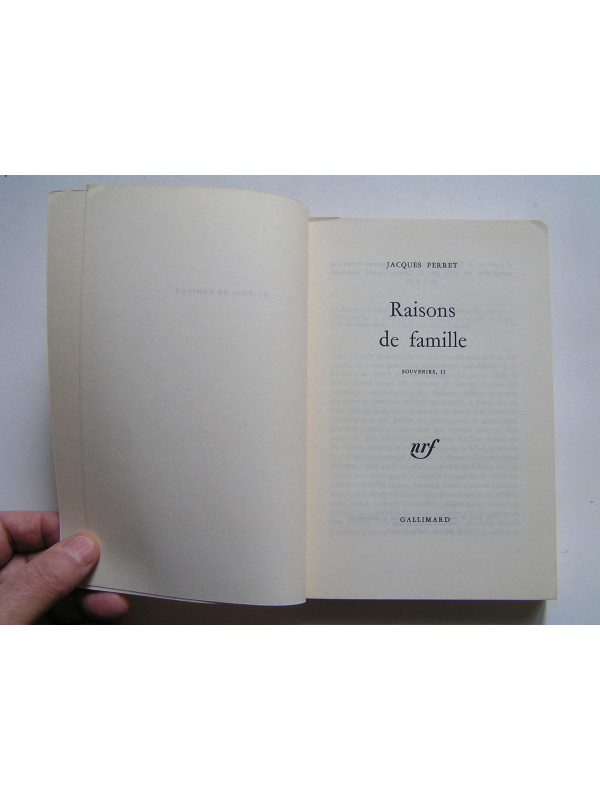 JACQUES PERRET
Raisons
de famille
SOUVENIRS, II
nrf
GALLIMARD